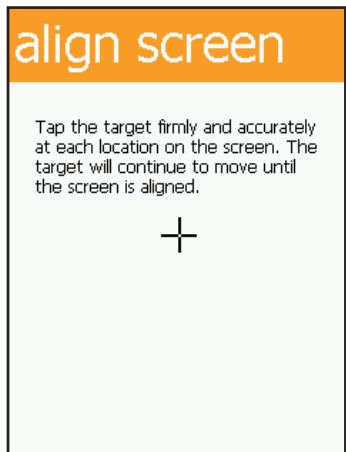 align screen
Tap the target firmly and accurately
at each location on the screen. The
target will continue to move until
the screen is aligned.